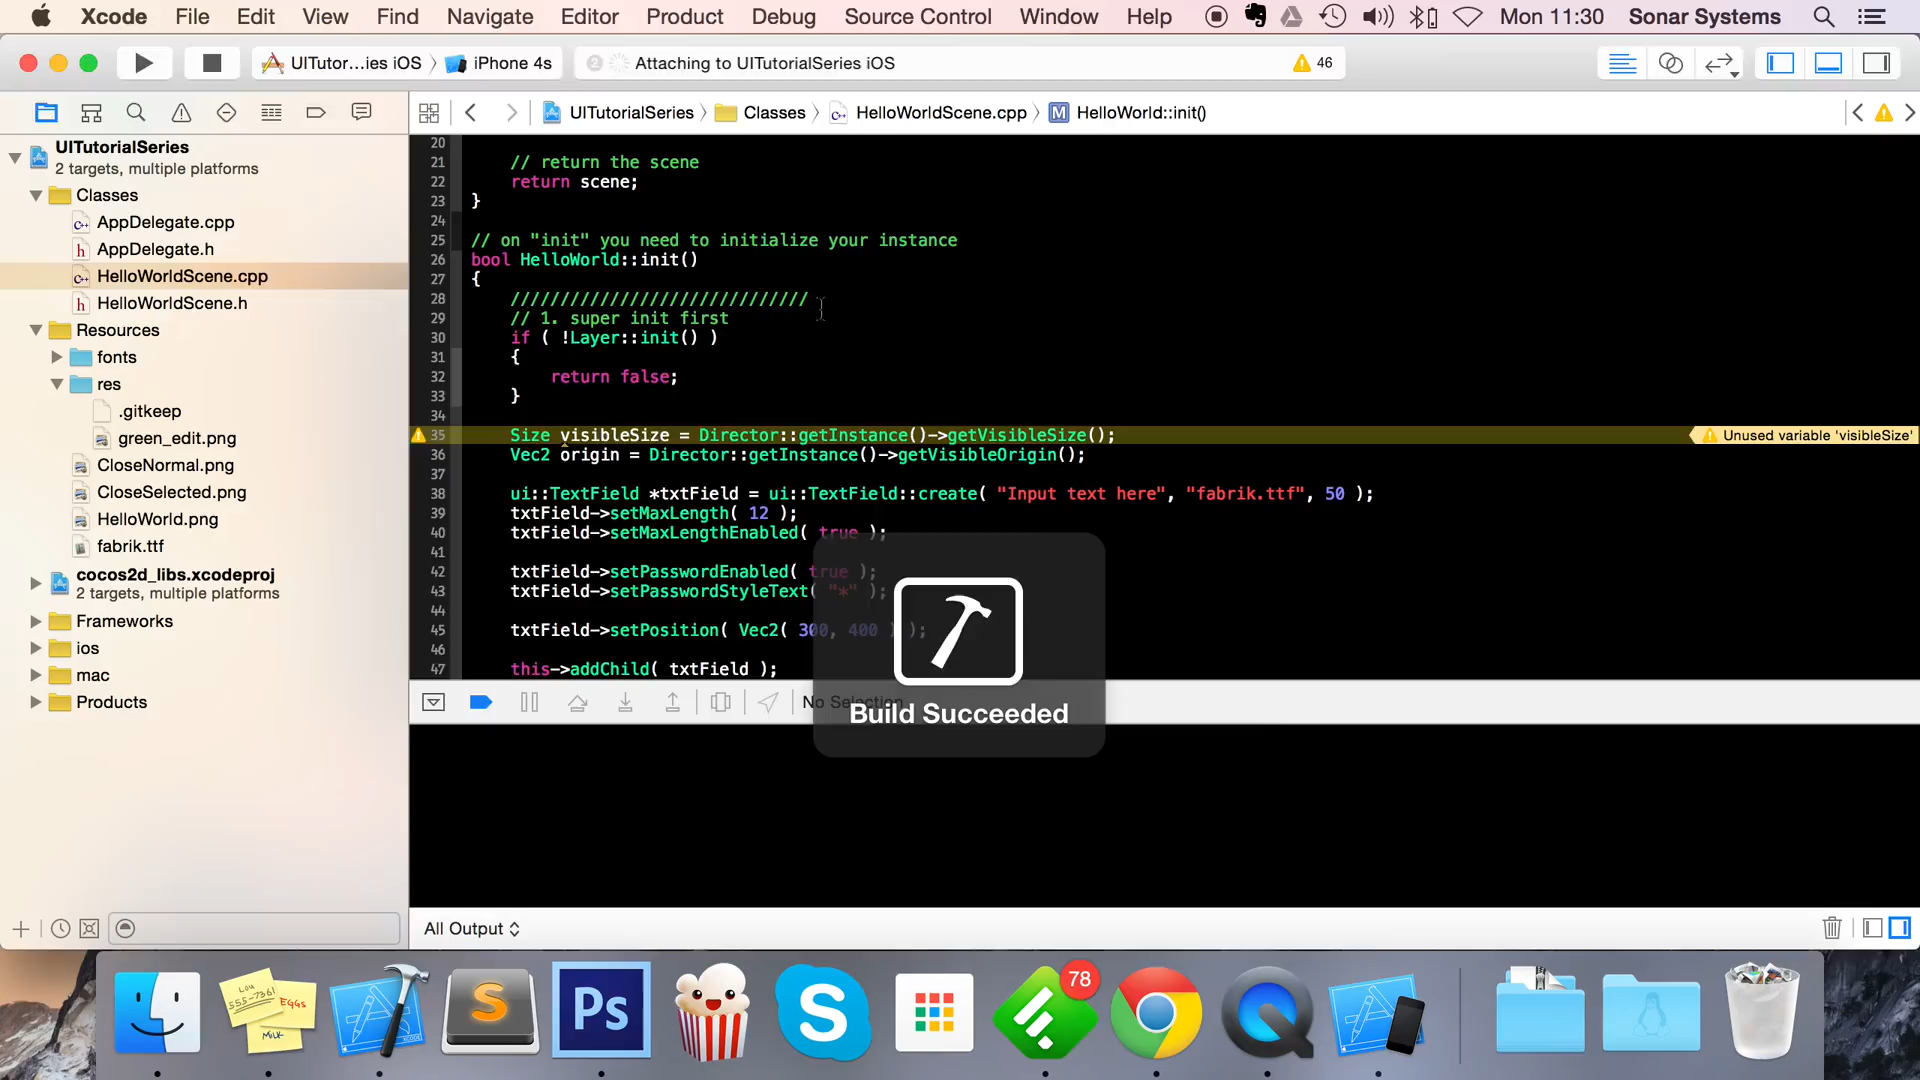 Xcode File Edit View Find Navigate Editor Product Debug Source Control Window Help Mon 11:30 Sonar Systems
UITutor...ies iOS iPhone 4s 2 Attaching to UITutorialSeries iOS 46
UITutorialSeries Classes HelloWorldScene.cpp M HelloWorld::init()
UITutorialSeries
2 targets, multiple platforms
Classes
AppDelegate.cpp
AppDelegate.h
HelloWorldScene.cpp
HelloWorldScene.h
Resources
fonts
res
.gitkeep
green_edit.png
CloseNormal.png
CloseSelected.png
HelloWorld.png
fabrik.ttf
cocos2d_libs.xcodeproj
2 targets, multiple platforms
Frameworks
ios
mac
Products
20
21 // return the scene
22 return scene;
23 }
24
25 // on "init" you need to initialize your instance
26 bool HelloWorld::init()
27 {
28 //////////////////////////////
29 // 1. super init first
30 if ( !Layer::init() )
31 {
32 return false;
33 }
34
35 Size visibleSize = Director::getInstance()->getVisibleSize(); Unused variable 'visibleSize'
36 Vec2 origin = Director::getInstance()->getVisibleOrigin();
37
38 ui::TextField *txtField = ui::TextField::create( "Input text here", "fabrik.ttf", 50 );
39 txtField->setMaxLength( 12 );
40 txtField->setMaxLengthEnabled( true );
41
42 txtField->setPasswordEnabled( true );
43 txtField->setPasswordStyleText( "*" );
44
45 txtField->setPosition( Vec2( 300, 400 ) );
46
47 this->addChild( txtField );
No Selection
Build Succeeded
All Output
Lou
555-7361
EGGS
MILK
S
Ps
S
78